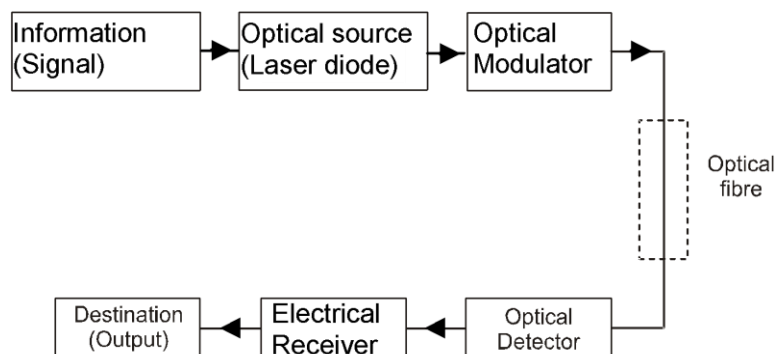 Information
(Signal)
Optical source
(Laser diode)
Optical
Modulator
Optical
fibre
Destination
(Output)
Electrical
Receiver
Optical
Detector